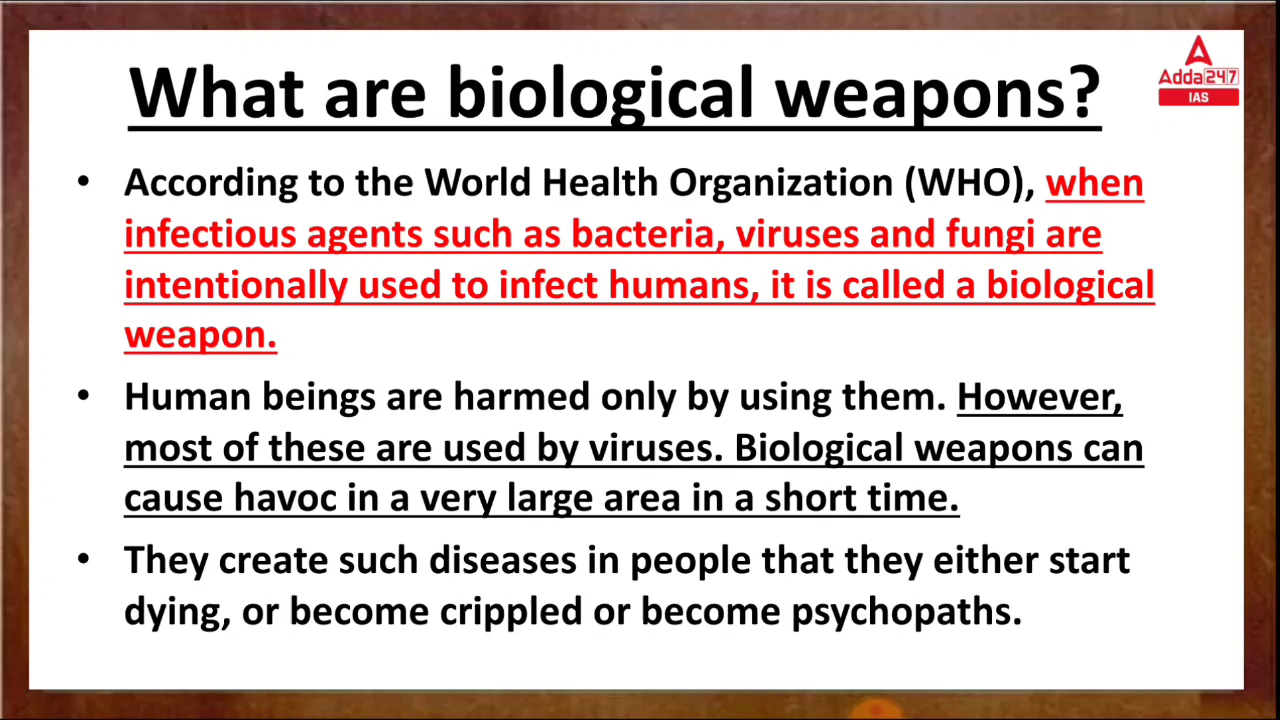 What are biological weapons?
Adda247
IAS
• According to the World Health Organization (WHO), when
infectious agents such as bacteria, viruses and fungi are
intentionally used to infect humans, it is called a biological
weapon.
• Human beings are harmed only by using them. However,
most of these are used by viruses. Biological weapons can
cause havoc in a very large area in a short time.
• They create such diseases in people that they either start
dying, or become crippled or become psychopaths.